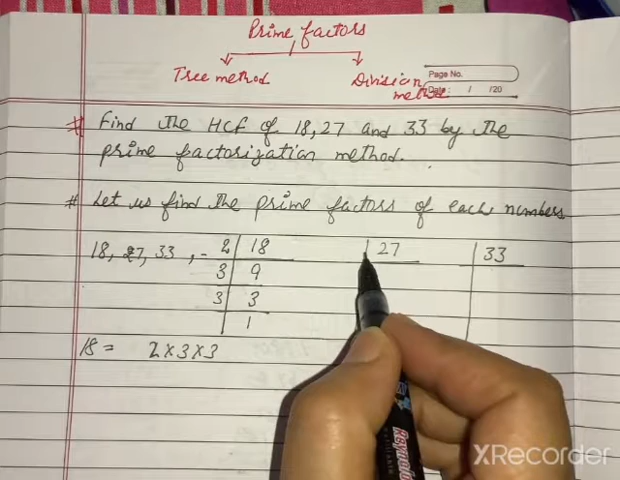 Prime factors
Tree method
Division method
Page No.
Date : / /20
# Find the HCF of 18, 27 and 33 by the
prime factorization method.
# Let us find the prime factors of each numbers
18, 27, 33, -
2 | 18
3 | 9
3 | 3
1
27
33
18 = 2 × 3 × 3
XRecorder